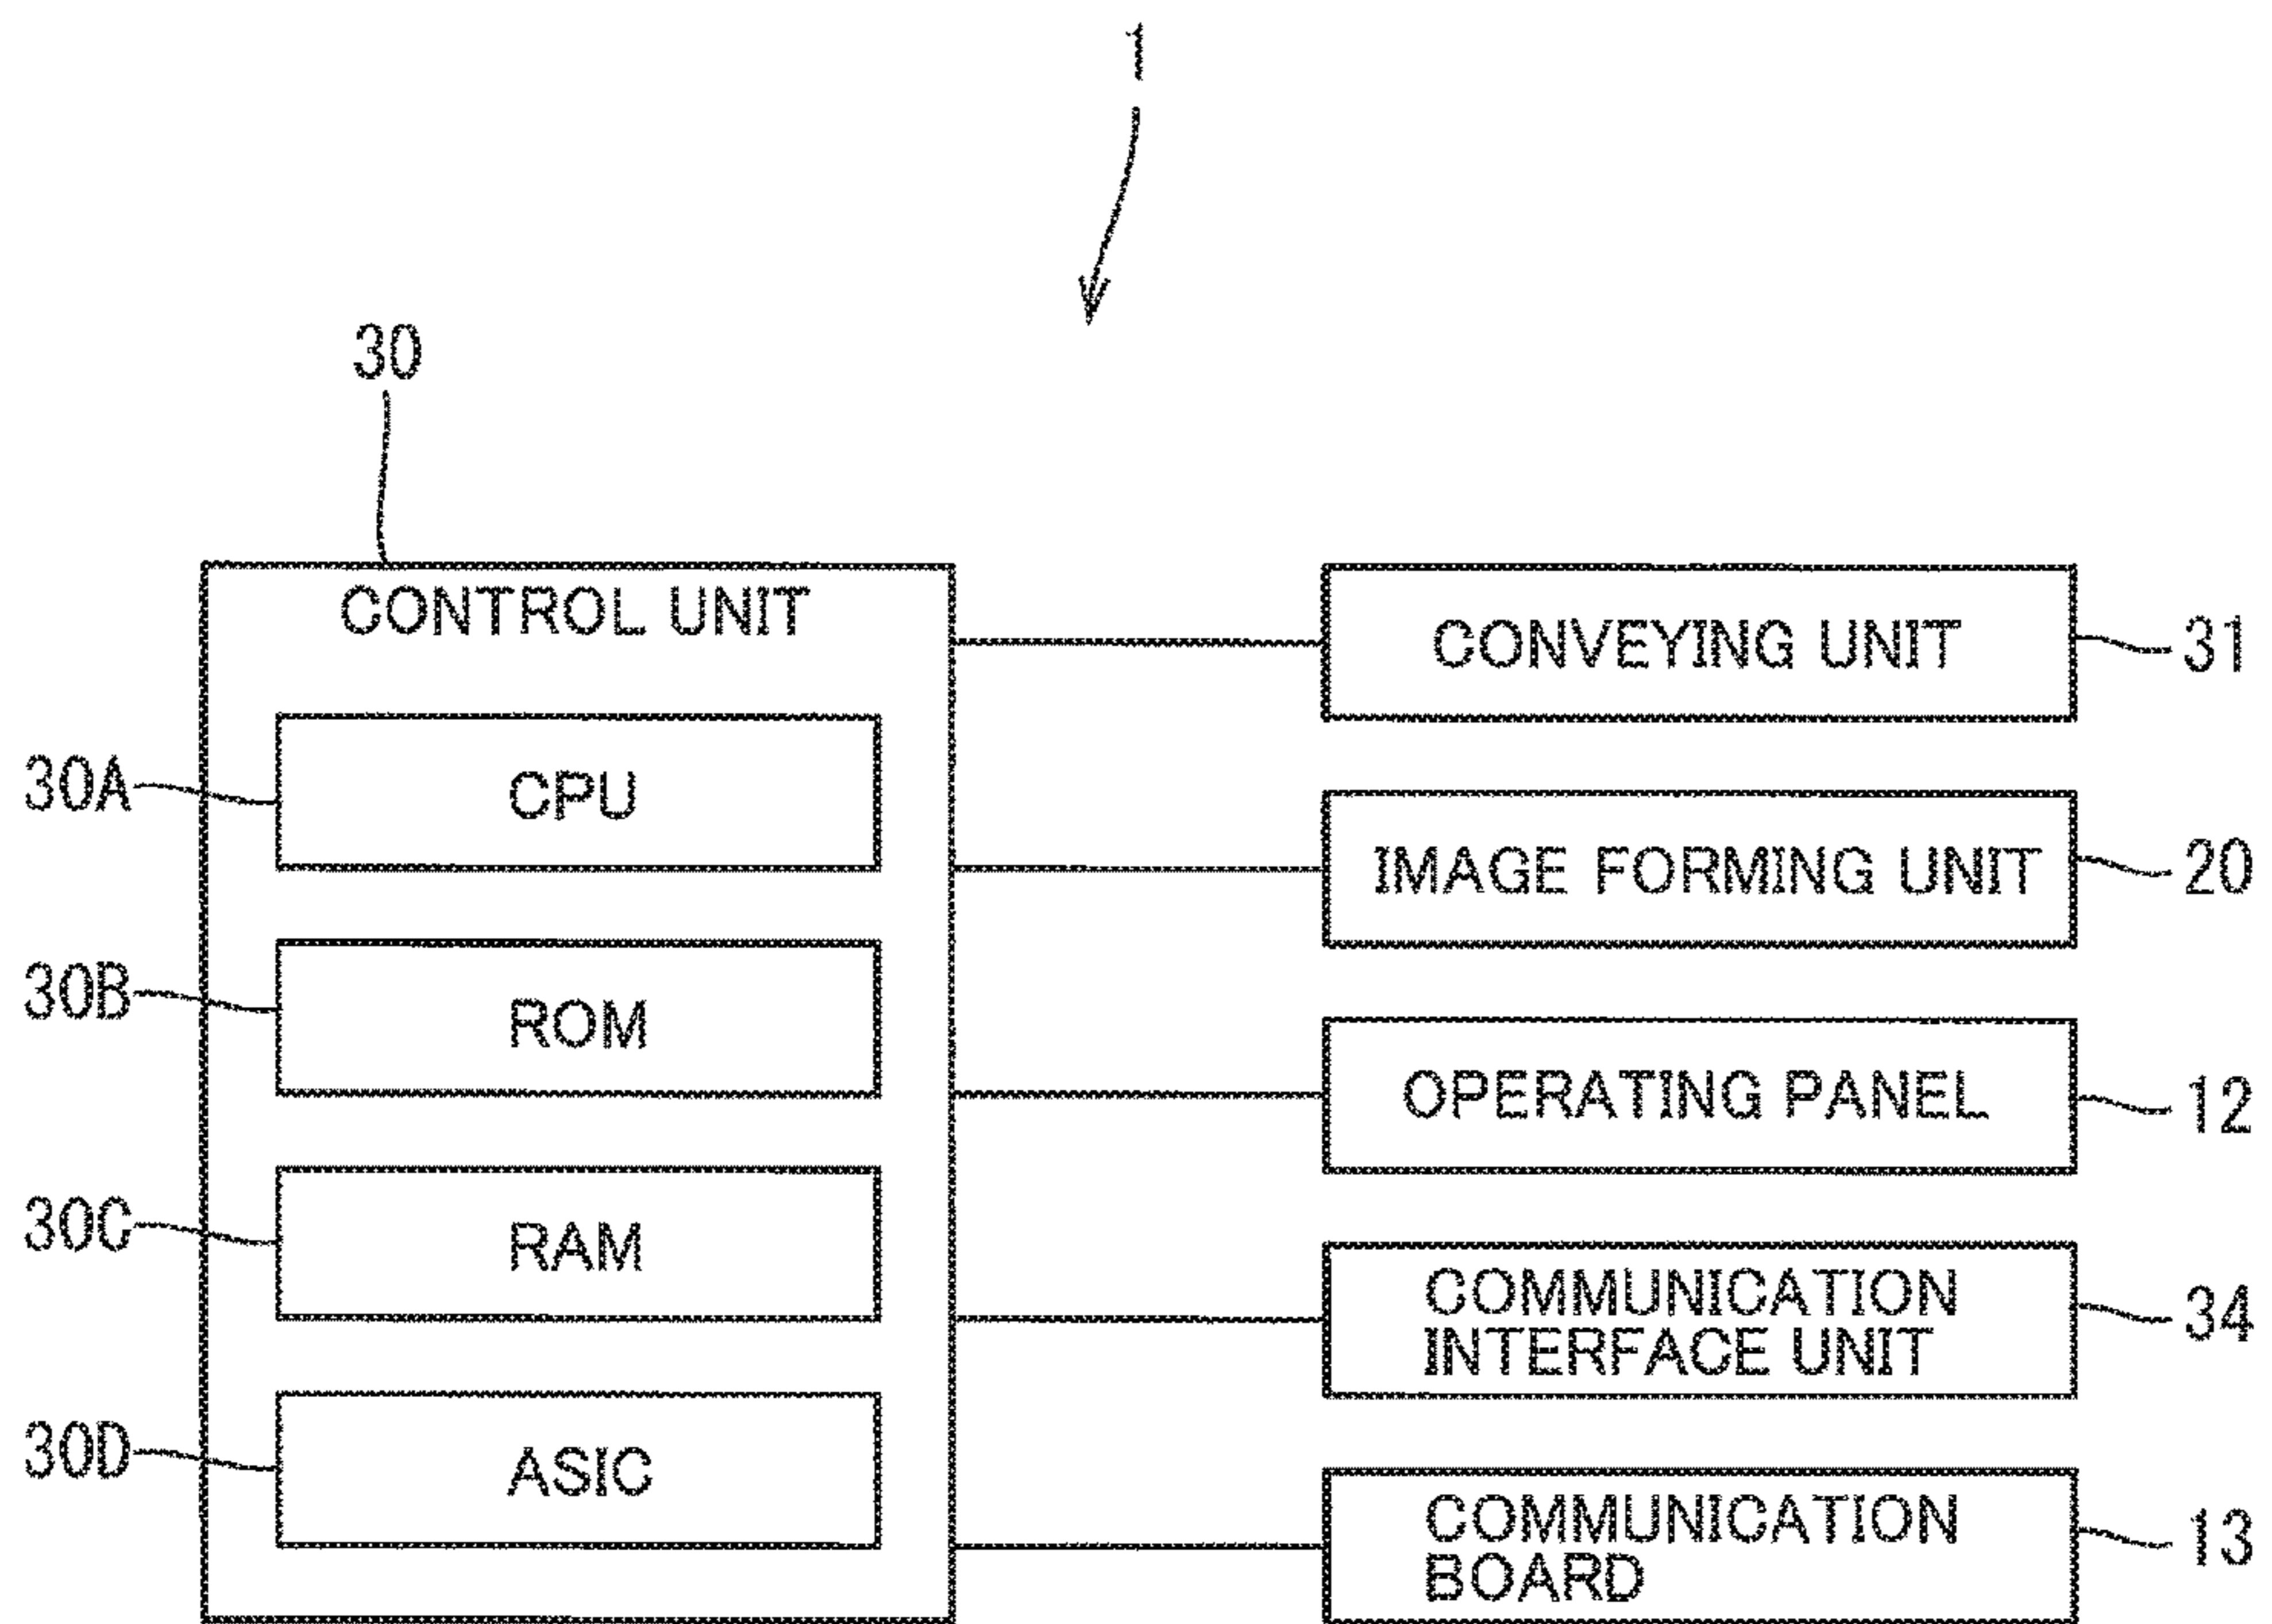 1
30
CONTROL UNIT
30A
CPU
30B
ROM
30C
RAM
30D
ASIC
CONVEYING UNIT
31
IMAGE FORMING UNIT
20
OPERATING PANEL
12
COMMUNICATION
INTERFACE UNIT
34
COMMUNICATION
BOARD
13